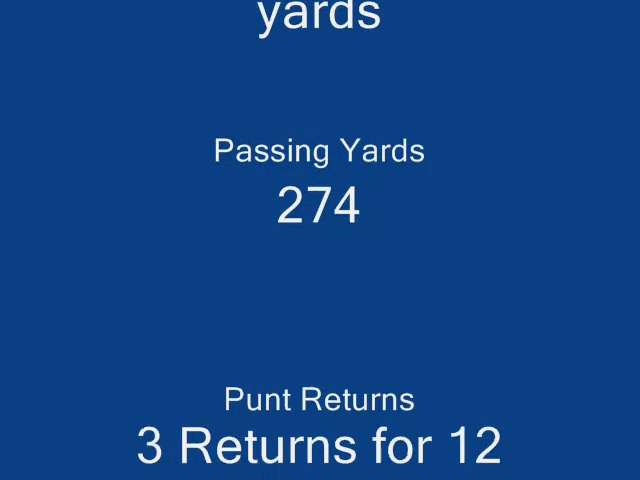 yards
Passing Yards
274
Punt Returns
3 Returns for 12